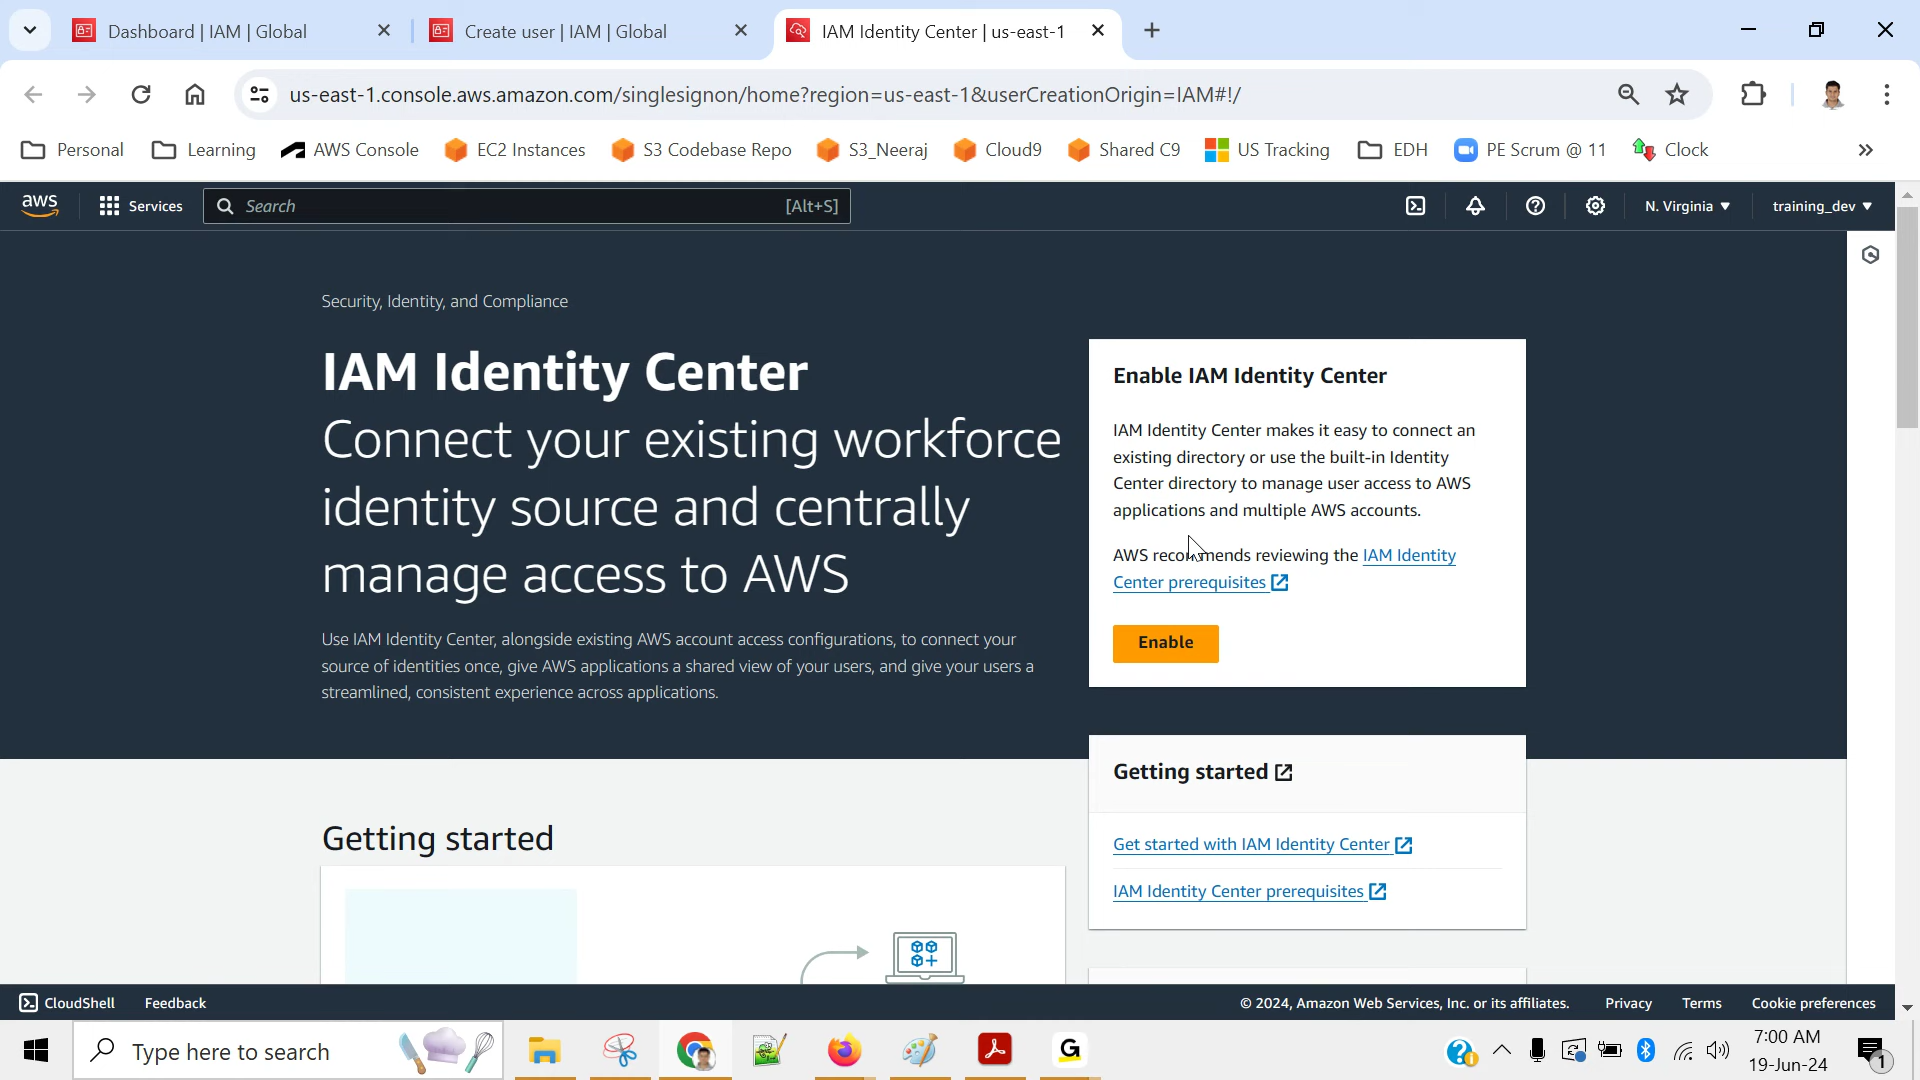 Dashboard | IAM | Global
Create user | IAM | Global
IAM Identity Center | us-east-1
us-east-1.console.aws.amazon.com/singlesignon/home?region=us-east-1&userCreationOrigin=IAM#!/
Personal
Learning
AWS Console
EC2 Instances
S3 Codebase Repo
S3_Neeraj
Cloud9
Shared C9
US Tracking
EDH
PE Scrum @ 11
Clock
aws
Services
Search
[Alt+S]
N. Virginia
training_dev
Security, Identity, and Compliance
IAM Identity Center
Connect your existing workforce
identity source and centrally
manage access to AWS
Use IAM Identity Center, alongside existing AWS account access configurations, to connect your
source of identities once, give AWS applications a shared view of your users, and give your users a
streamlined, consistent experience across applications.
Enable IAM Identity Center
IAM Identity Center makes it easy to connect an
existing directory or use the built-in Identity
Center directory to manage user access to AWS
applications and multiple AWS accounts.
AWS recommends reviewing the IAM Identity
Center prerequisites
Enable
Getting started
Get started with IAM Identity Center
IAM Identity Center prerequisites
Getting started
CloudShell
Feedback
© 2024, Amazon Web Services, Inc. or its affiliates.
Privacy
Terms
Cookie preferences
Type here to search
G
7:00 AM
19-Jun-24
1